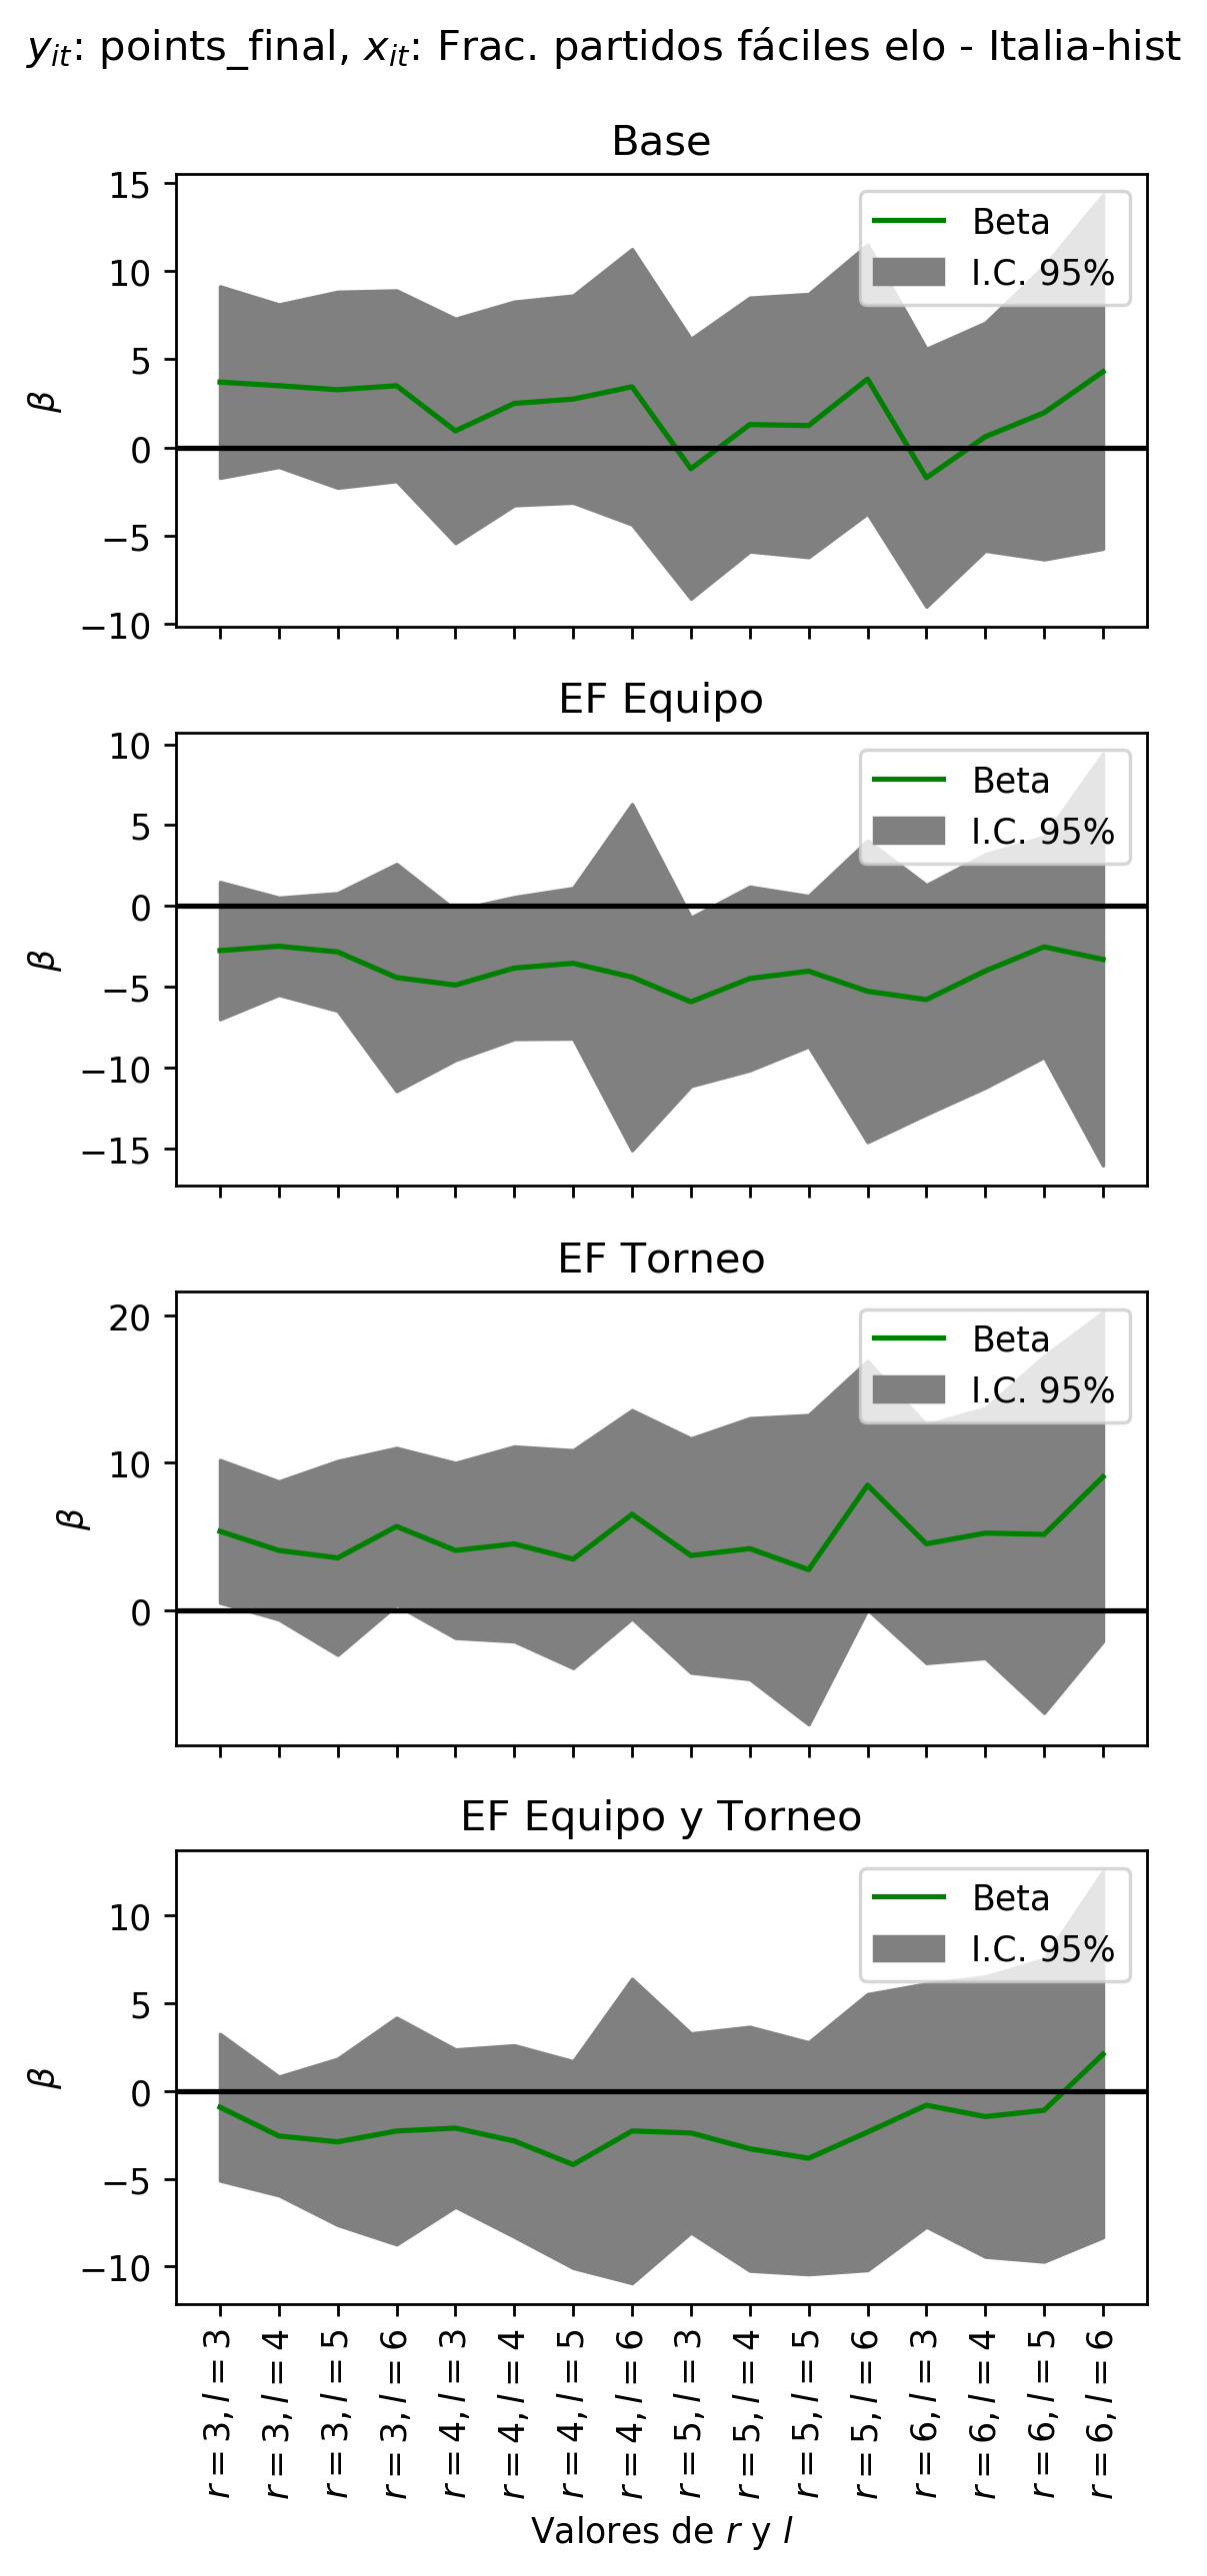 y_it: points_final, x_it: Frac. partidos fáciles elo - Italia-hist
Base
15
10
5
0
−5
−10
β
Beta
I.C. 95%
EF Equipo
10
5
0
−5
−10
−15
β
Beta
I.C. 95%
EF Torneo
20
10
0
β
Beta
I.C. 95%
EF Equipo y Torneo
10
5
0
−5
−10
β
Beta
I.C. 95%
r = 3, l = 3
r = 3, l = 4
r = 3, l = 5
r = 3, l = 6
r = 4, l = 3
r = 4, l = 4
r = 4, l = 5
r = 4, l = 6
r = 5, l = 3
r = 5, l = 4
r = 5, l = 5
r = 5, l = 6
r = 6, l = 3
r = 6, l = 4
r = 6, l = 5
r = 6, l = 6
Valores de r y l